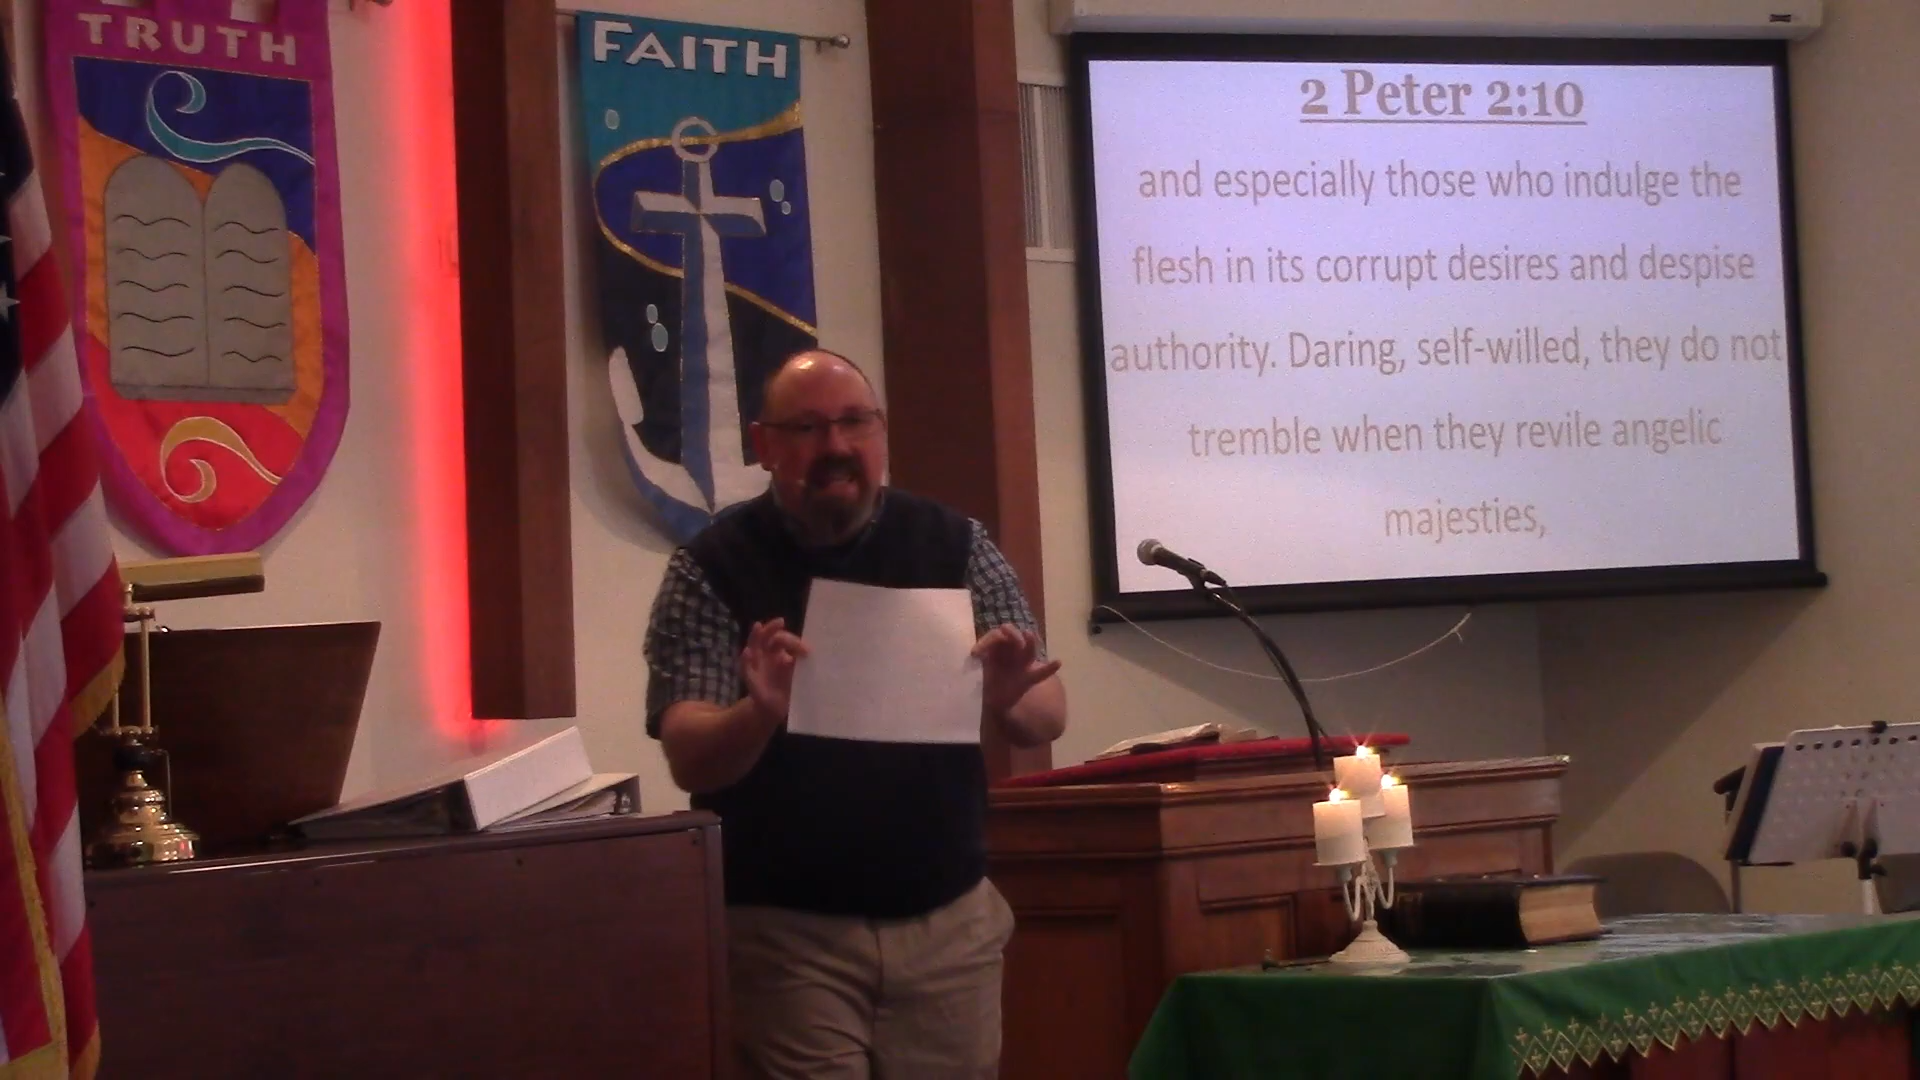 TRUTH
FAITH
2 Peter 2:10
and especially those who indulge the
flesh in its corrupt desires and despise
authority. Daring, self-willed, they do not
tremble when they revile angelic
majesties,